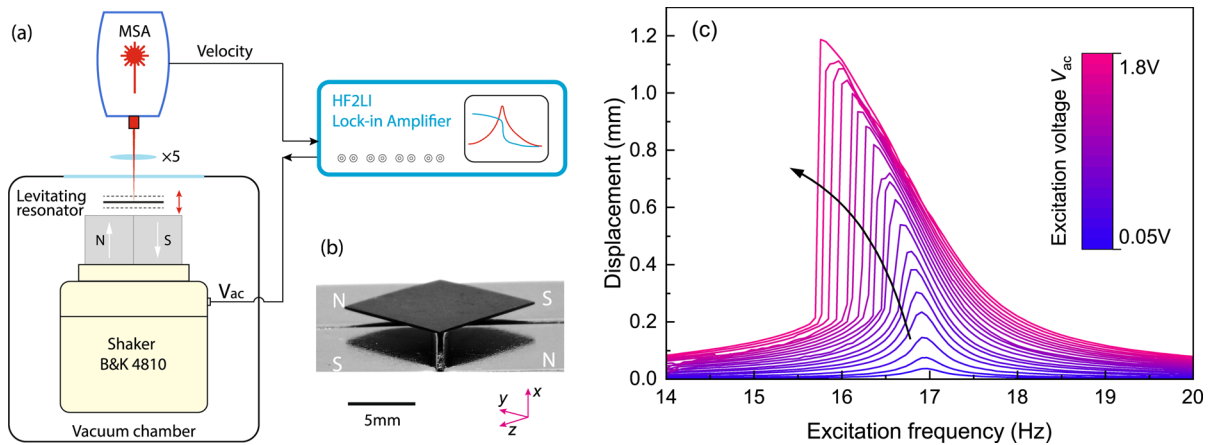 (a)
MSA
Velocity
HF2LI
Lock-in Amplifier
×5
Levitating
resonator
N
S
Vac
Shaker
B&K 4810
Vacuum chamber
(b)
N
S
S
N
5mm
x
y
z
(c)
Displacement (mm)
1.2
1.0
0.8
0.6
0.4
0.2
0.0
14
15
16
17
18
19
20
Excitation frequency (Hz)
Excitation voltage Vac
1.8V
0.05V